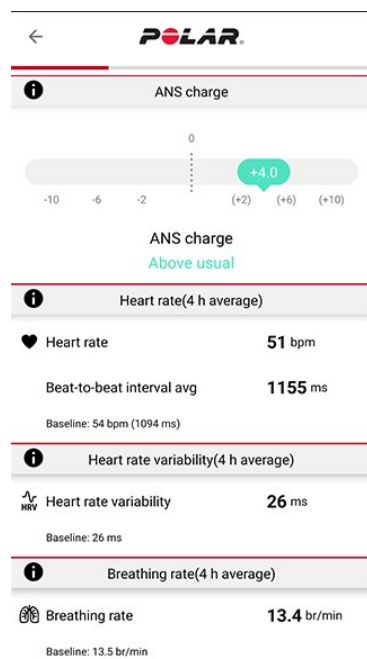 POLAR.
ANS charge
0
+4.0
-10 -6 -2 (+2) (+6) (+10)
ANS charge
Above usual
Heart rate(4 h average)
Heart rate 51 bpm
Beat-to-beat interval avg 1155 ms
Baseline: 54 bpm (1094 ms)
Heart rate variability(4 h average)
HRV Heart rate variability 26 ms
Baseline: 26 ms
Breathing rate(4 h average)
Breathing rate 13.4 br/min
Baseline: 13.5 br/min